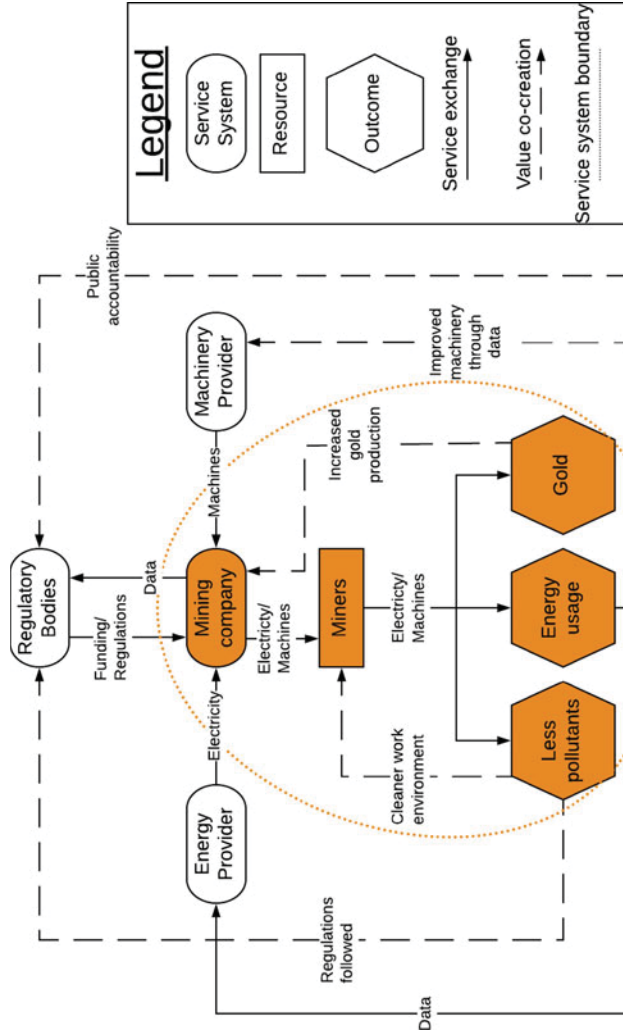 Regulatory
Bodies
Public
accountability
Funding/
Regulations
Data
Energy
Provider
Electricity
Mining
company
Machines
Machinery
Provider
Electricty/
Machines
Increased
gold
production
Improved
machinery
through
data
Miners
Cleaner work
environment
Electricty/
Machines
Regulations
followed
Less
pollutants
Energy
usage
Gold
Data
Legend
Service
System
Resource
Outcome
Service exchange
Value co-creation
Service system boundary